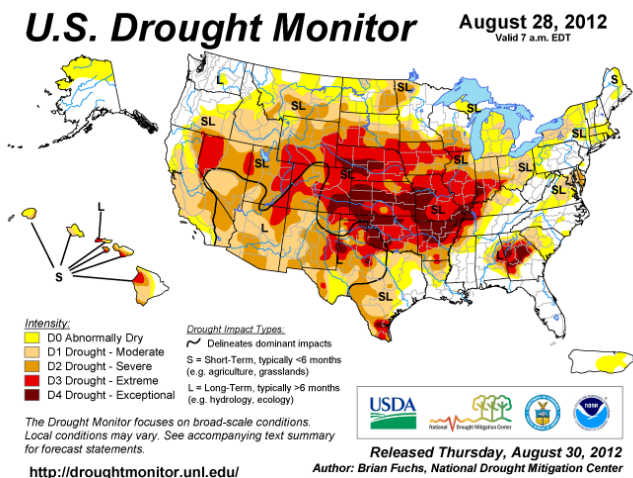 U.S. Drought Monitor
August 28, 2012
Valid 7 a.m. EDT
L
SL
SL
SL
SL
S
SL
SL
SL
SL
SL
SL
SL
L
L
L
SL
L
L
S
Intensity:
D0 Abnormally Dry
D1 Drought - Moderate
D2 Drought - Severe
D3 Drought - Extreme
D4 Drought - Exceptional
Drought Impact Types:
Delineates dominant impacts
S = Short-Term, typically <6 months
(e.g. agriculture, grasslands)
L = Long-Term, typically >6 months
(e.g. hydrology, ecology)
The Drought Monitor focuses on broad-scale conditions.
Local conditions may vary. See accompanying text summary
for forecast statements.
http://droughtmonitor.unl.edu/
USDA
National Drought Mitigation Center
NOAA
Released Thursday, August 30, 2012
Author: Brian Fuchs, National Drought Mitigation Center